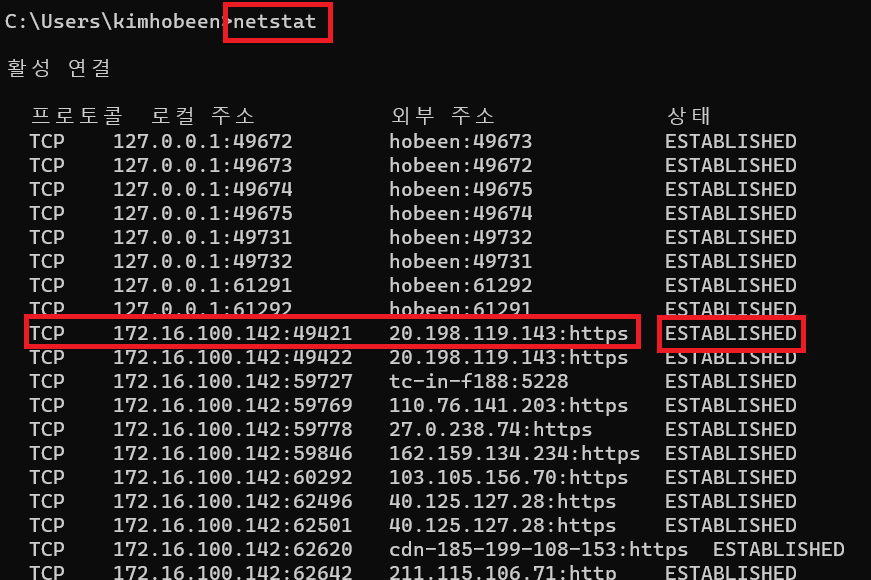 C:\Users\kimhobeen>netstat
활성 연결
프로토콜 로컬 주소 외부 주소 상태
TCP 127.0.0.1:49672 hobeen:49673 ESTABLISHED
TCP 127.0.0.1:49673 hobeen:49672 ESTABLISHED
TCP 127.0.0.1:49674 hobeen:49675 ESTABLISHED
TCP 127.0.0.1:49675 hobeen:49674 ESTABLISHED
TCP 127.0.0.1:49731 hobeen:49732 ESTABLISHED
TCP 127.0.0.1:49732 hobeen:49731 ESTABLISHED
TCP 127.0.0.1:61291 hobeen:61292 ESTABLISHED
TCP 127.0.0.1:61292 hobeen:61291 ESTABLISHED
TCP 172.16.100.142:49421 20.198.119.143:https ESTABLISHED
TCP 172.16.100.142:49422 20.198.119.143:https ESTABLISHED
TCP 172.16.100.142:59727 tc-in-f188:5228 ESTABLISHED
TCP 172.16.100.142:59769 110.76.141.203:https ESTABLISHED
TCP 172.16.100.142:59778 27.0.238.74:https ESTABLISHED
TCP 172.16.100.142:59846 162.159.134.234:https ESTABLISHED
TCP 172.16.100.142:60292 103.105.156.70:https ESTABLISHED
TCP 172.16.100.142:62496 40.125.127.28:https ESTABLISHED
TCP 172.16.100.142:62501 40.125.127.28:https ESTABLISHED
TCP 172.16.100.142:62620 cdn-185-199-108-153:https ESTABLISHED
TCP 172.16.100.142:62642 211.115.106.71:http ESTABLISHED